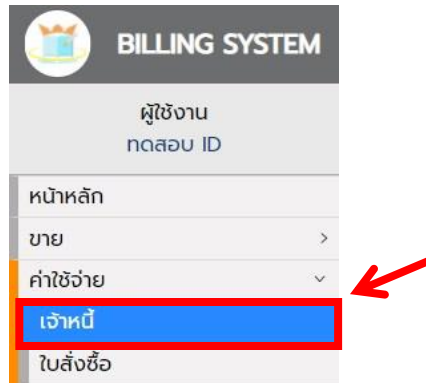 BILLING SYSTEM
ผู้ใช้งาน
ทดสอบ ID
หน้าหลัก
ขาย
ค่าใช้จ่าย
เจ้าหนี้
ใบสั่งซื้อ